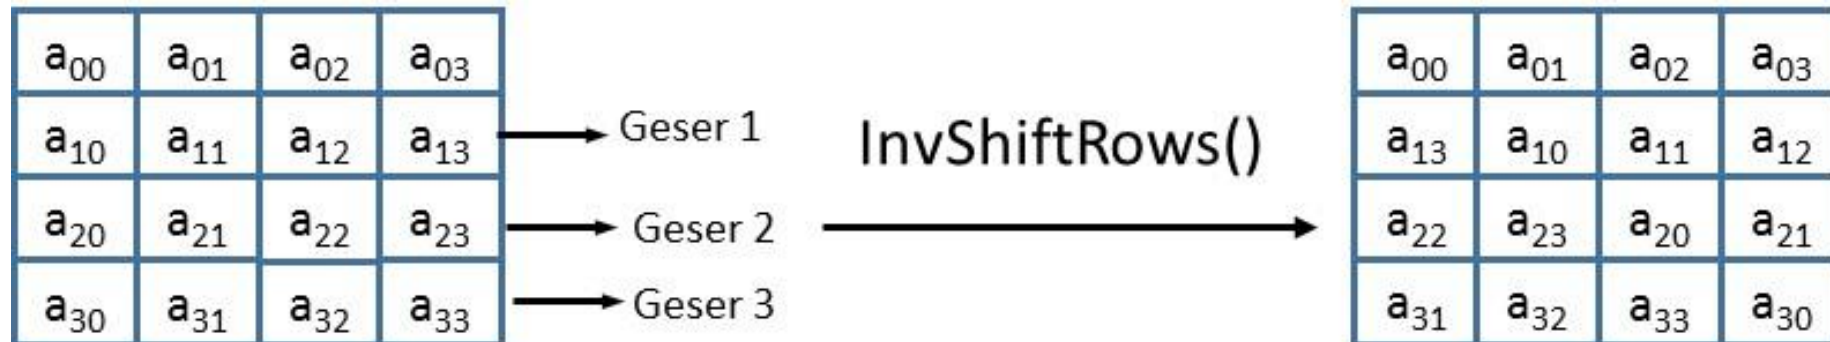 a00 a01 a02 a03 a00 a01 a02 a03
a10 a11 a12 a13 Geser 1 InvShiftRows() a13 a10 a11 a12
a20 a21 a22 a23 Geser 2 a22 a23 a20 a21
a30 a31 a32 a33 Geser 3 a31 a32 a33 a30